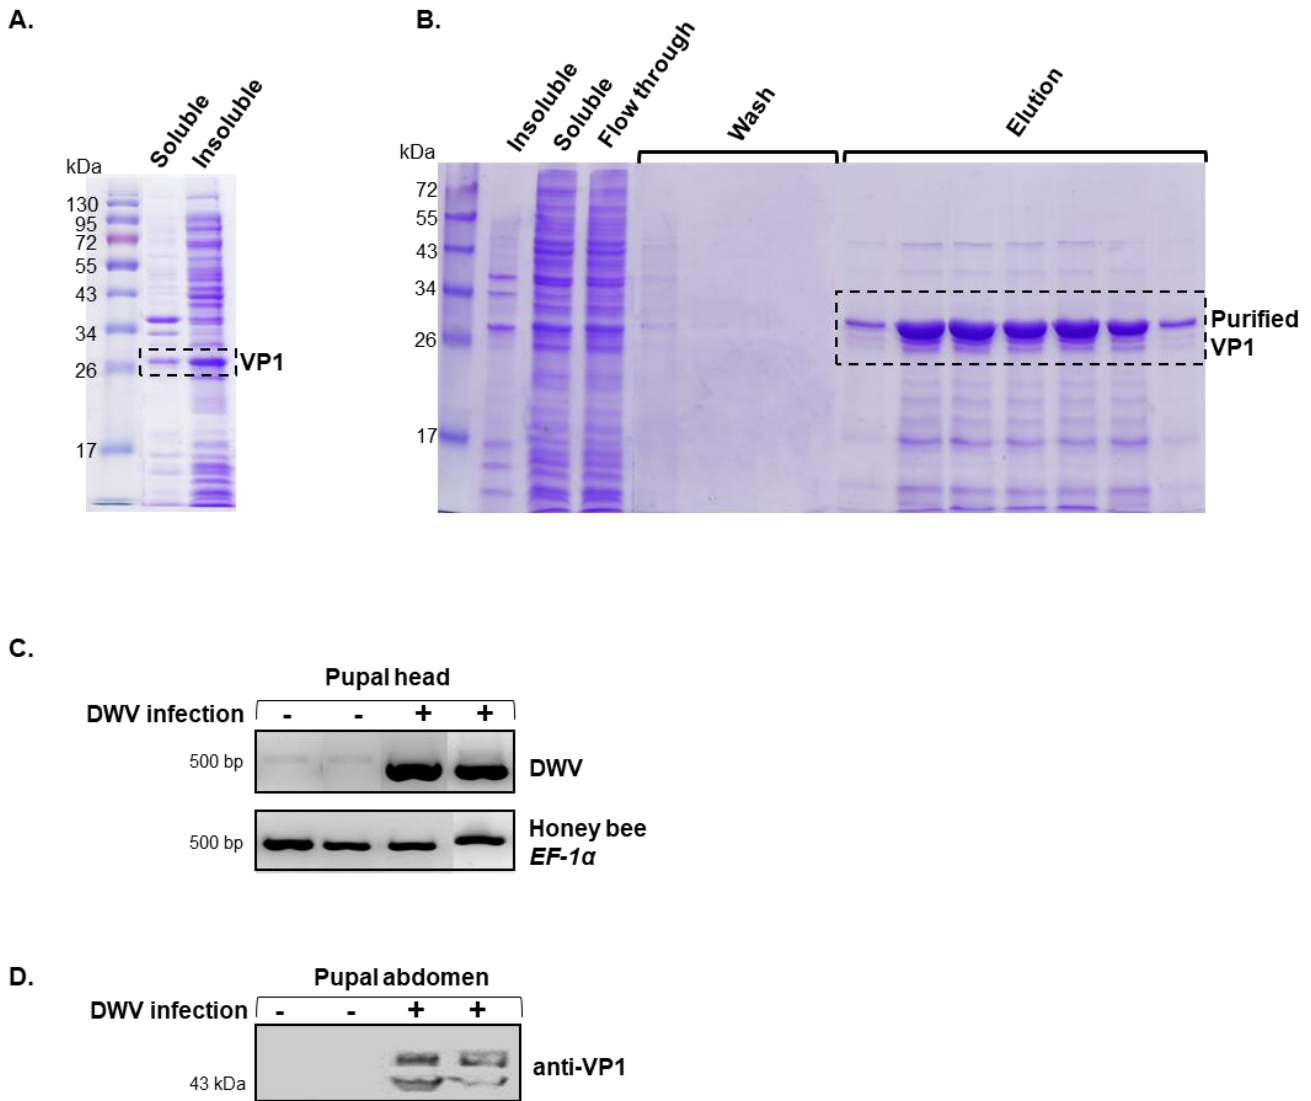 A.
kDa
Soluble
Insoluble
130
95
72
55
43
34
26
17
VP1
B.
kDa
Insoluble
Soluble
Flow through
Wash
Elution
72
55
43
34
26
17
Purified
VP1
C.
Pupal head
DWV infection - - + +
500 bp
DWV
500 bp
Honey bee
EF-1α
D.
Pupal abdomen
DWV infection - - + +
43 kDa
anti-VP1